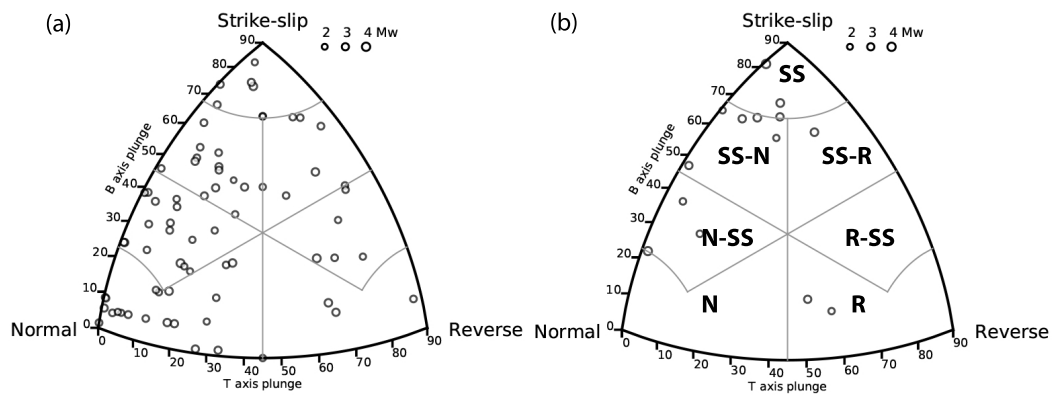 (a)
Strike-slip
2 3 4 Mw
90
80
70
60
50
40
30
20
10
0
B axis plunge
Normal
Reverse
0 10 20 30 40 50 60 70 80 90
T axis plunge
(b)
Strike-slip
2 3 4 Mw
90
80
70
60
50
40
30
20
10
0
B axis plunge
SS
SS-N SS-R
N-SS R-SS
N R
Normal
Reverse
0 10 20 30 40 50 60 70 80 90
T axis plunge